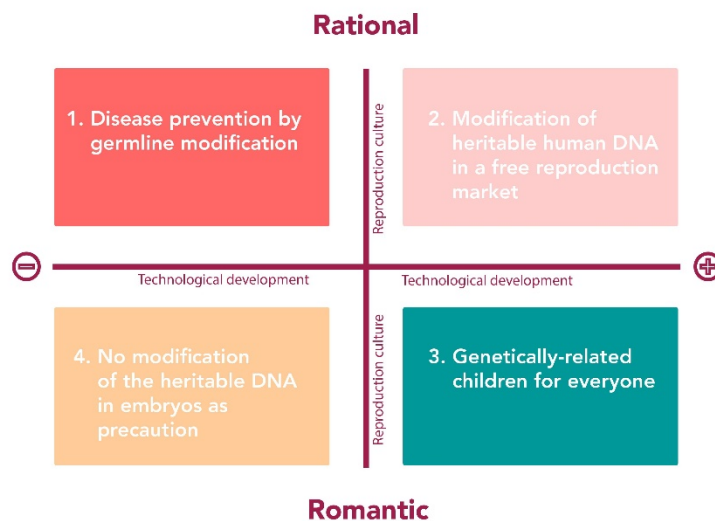 Rational
1. Disease prevention by
germline modification
Reproduction culture
2. Modification of
heritable human DNA
in a free reproduction
market
Technological development
Technological development
4. No modification
of the heritable DNA
in embryos as
precaution
Reproduction culture
3. Genetically-related
children for everyone
Romantic